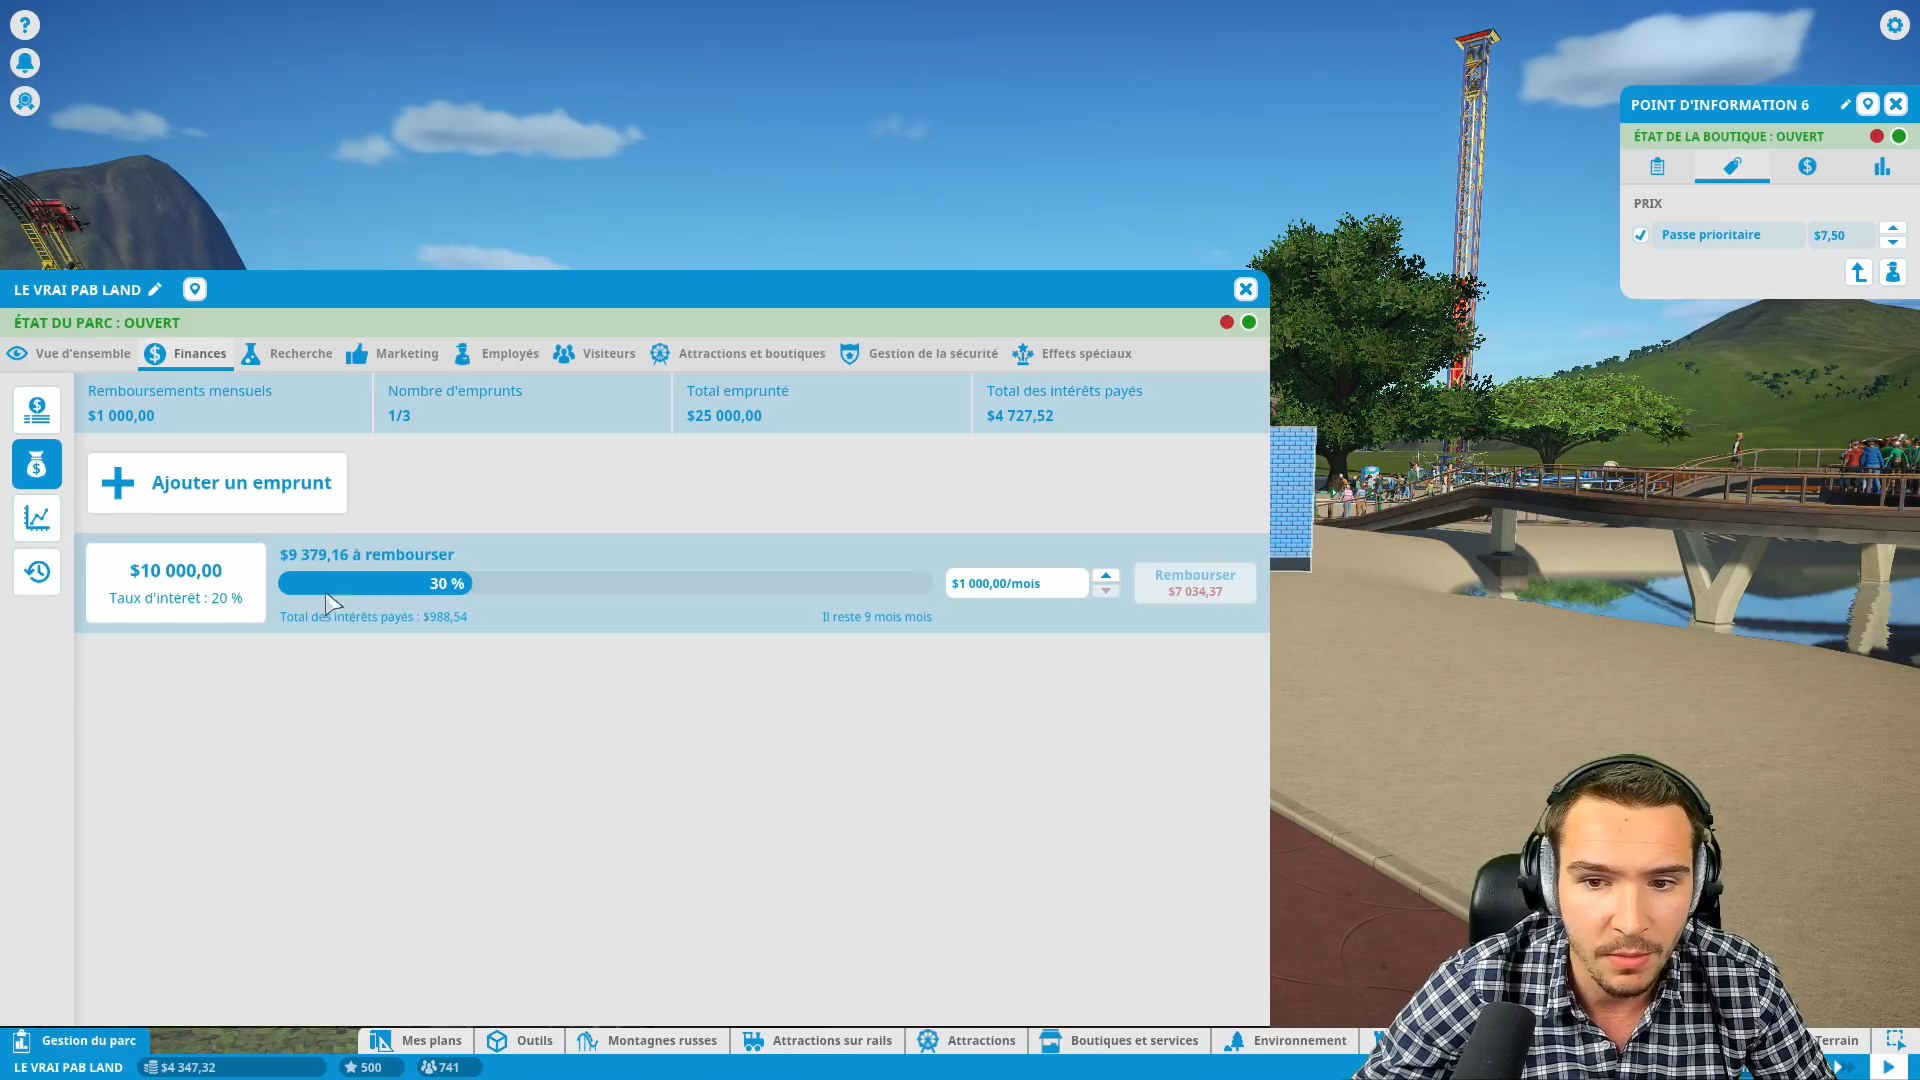 ?
POINT D'INFORMATION 6
ÉTAT DE LA BOUTIQUE : OUVERT
PRIX
Passe prioritaire
$7,50
LE VRAI PAB LAND
ÉTAT DU PARC : OUVERT
Vue d'ensemble
Finances
Recherche
Marketing
Employés
Visiteurs
Attractions et boutiques
Gestion de la sécurité
Effets spéciaux
Remboursements mensuels
$1 000,00
Nombre d'emprunts
1/3
Total emprunté
$25 000,00
Total des intérêts payés
$4 727,52
Ajouter un emprunt
$10 000,00
Taux d'intérêt : 20 %
$9 379,16 à rembourser
30 %
Total des intérêts payés : $988,54
Il reste 9 mois mois
$1 000,00/mois
Rembourser
$7 034,37
Gestion du parc
Mes plans
Outils
Montagnes russes
Attractions sur rails
Attractions
Boutiques et services
Environnement
Terrain
LE VRAI PAB LAND
$4 347,32
500
741